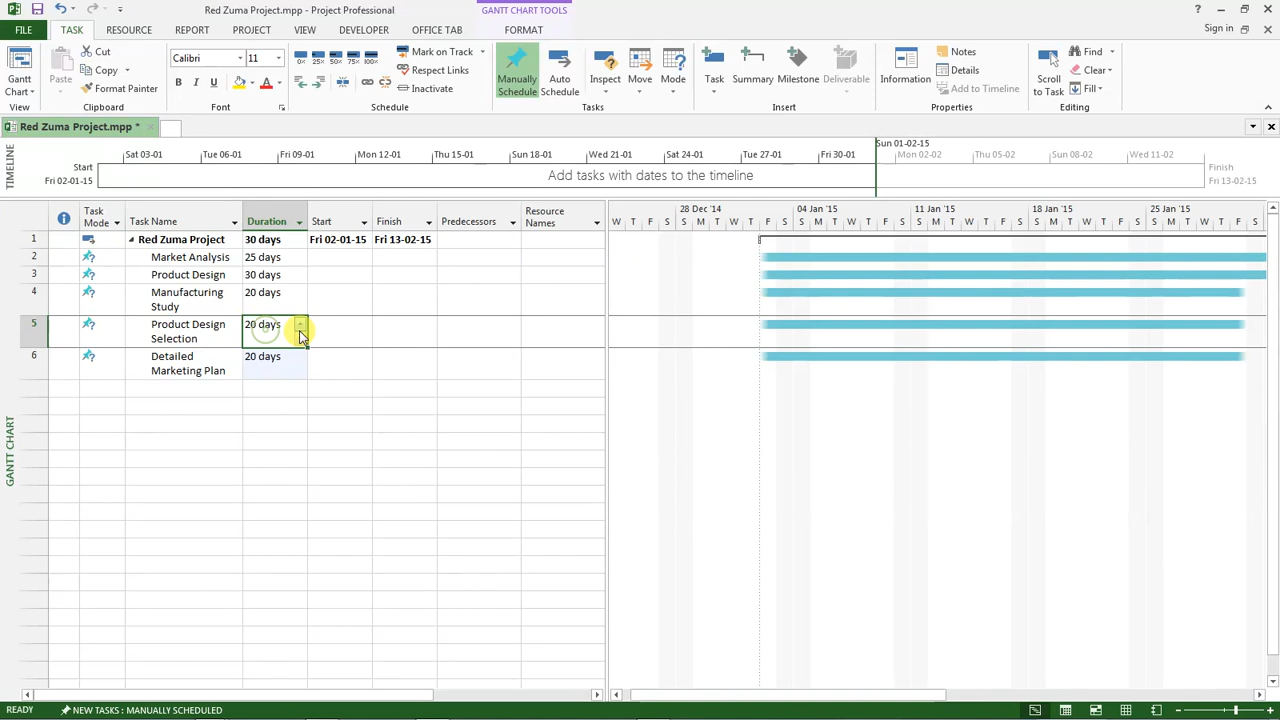 Red Zuma Project.mpp - Project Professional
GANTT CHART TOOLS
FILE TASK RESOURCE REPORT PROJECT VIEW DEVELOPER OFFICE TAB FORMAT
Sign in
Gantt Chart
View
Paste
Cut
Copy
Format Painter
Clipboard
Calibri 11
B I U A
Font
0% 25% 50% 75% 100%
Mark on Track
Respect Links
Inactivate
Schedule
Manually Schedule
Auto Schedule
Inspect
Move
Mode
Tasks
Task
Summary
Milestone
Deliverable
Insert
Information
Notes
Details
Add to Timeline
Properties
Scroll to Task
Find
Clear
Fill
Editing
Red Zuma Project.mpp *
TIMELINE
Sun 01-02-15
Sat 03-01 Tue 06-01 Fri 09-01 Mon 12-01 Thu 15-01 Sun 18-01 Wed 21-01 Sat 24-01 Tue 27-01 Fri 30-01 Mon 02-02 Thu 05-02 Sun 08-02 Wed 11-02
Start
Fri 02-01-15
Add tasks with dates to the timeline
Finish
Fri 13-02-15
Task Mode
Task Name
Duration
Start
Finish
Predecessors
Resource Names
28 Dec '14 04 Jan '15 11 Jan '15 18 Jan '15 25 Jan '15
W T F S S M T W T F S S M T W T F S S M T W T F S S M T W T F S S M T W T F S
1 Red Zuma Project 30 days Fri 02-01-15 Fri 13-02-15
2 Market Analysis 25 days
3 Product Design 30 days
4 Manufacturing Study 20 days
5 Product Design Selection 20 days
6 Detailed Marketing Plan 20 days
GANTT CHART
READY
NEW TASKS : MANUALLY SCHEDULED